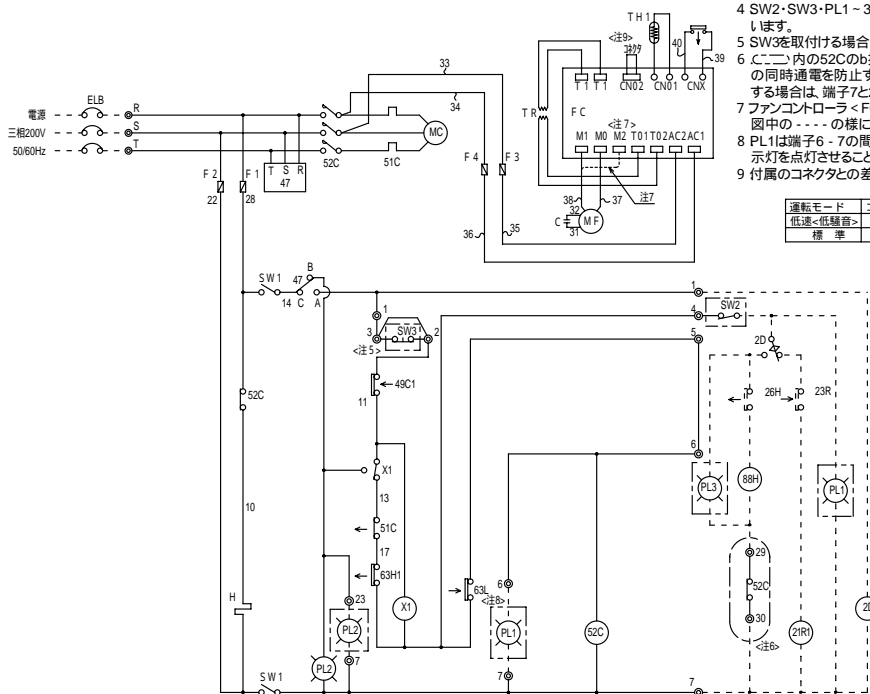 4 SW2・SW3・PL1～3
います。
5 SW3を取付ける場合
6 内の52Cのb
の同時通電を防止す
する場合は、端子7と
7 ファンコントローラ<F
図中の - - - - の様に
8 PL1は端子6 - 7の間
示灯を点灯させること
9 付属のコネクタとの差
運転モード
低速<低騒音>
標 準
TH1
<注9>
コネクタ
40
39
T1 T1 CN02 CN01 CNX
TR
FC
<注7>
M1 M0 M2 T01 T02 AC2 AC1
38
37
注7
C
32
31
MF
33
34
ELB
電源
三相200V
50/60Hz
R
S
T
52C
51C
MC
F2
22
F1
28
T S R
47
F4
F3
36
35
SW1
14
47
B
C
A
1
3
SW3
2
<注5>
49C1
11
X1
13
51C
17
63H1
X1
52C
10
H
SW1
23
PL2
7
PL2
63L
<注8>
6
PL1
7
52C
1
4
SW2
5
6
2D
26H
23R
PL3
88H
PL1
29
52C
30
<注6>
21R1
2D
7